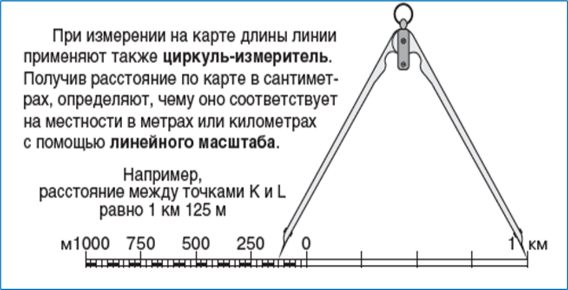 При измерении на карте длины линии
применяют также циркуль-измеритель.
Получив расстояние по карте в сантимет-
рах, определяют, чему оно соответствует
на местности в метрах или километрах
с помощью линейного масштаба.
Например,
расстояние между точками K и L
равно 1 км 125 м
м1000 750 500 250 0 1 км